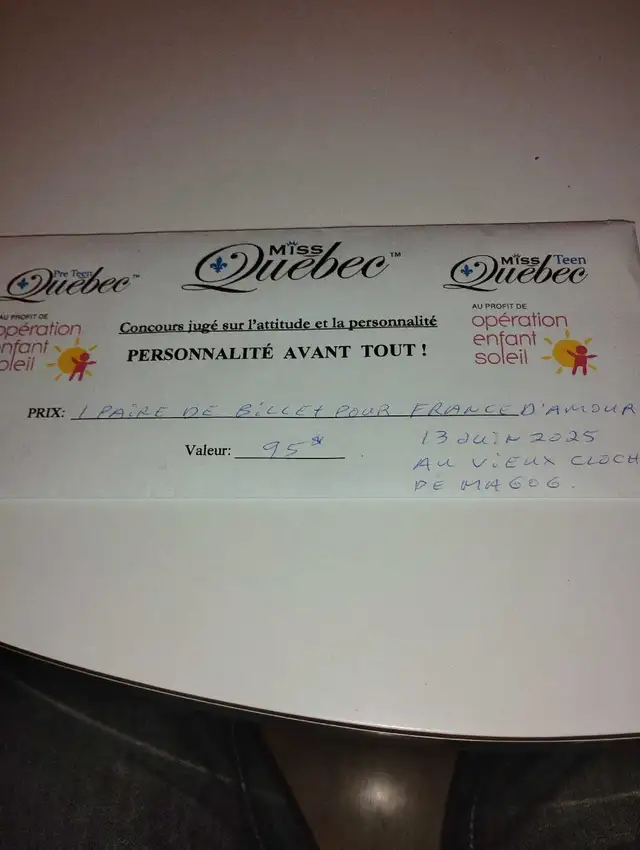 Pre Teen Québec™
Miss Québec™
Miss Teen Québec
AU PROFIT DE
opération
enfant
soleil
Concours jugé sur l'attitude et la personnalité
PERSONNALITÉ AVANT TOUT !
AU PROFIT DE
opération
enfant
soleil
PRIX: 1 PAIRE DE BILLET POUR FRANCE D'AMOUR
Valeur: 95 $
13 JUIN 2025
AU VIEUX CLOCH
DE MAGOG.